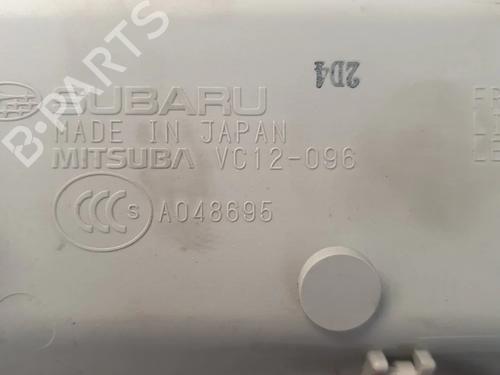 B-PARTS
SUBARU
2D4
MADE IN JAPAN
MITSUBA VC12-096
CCC S A048695